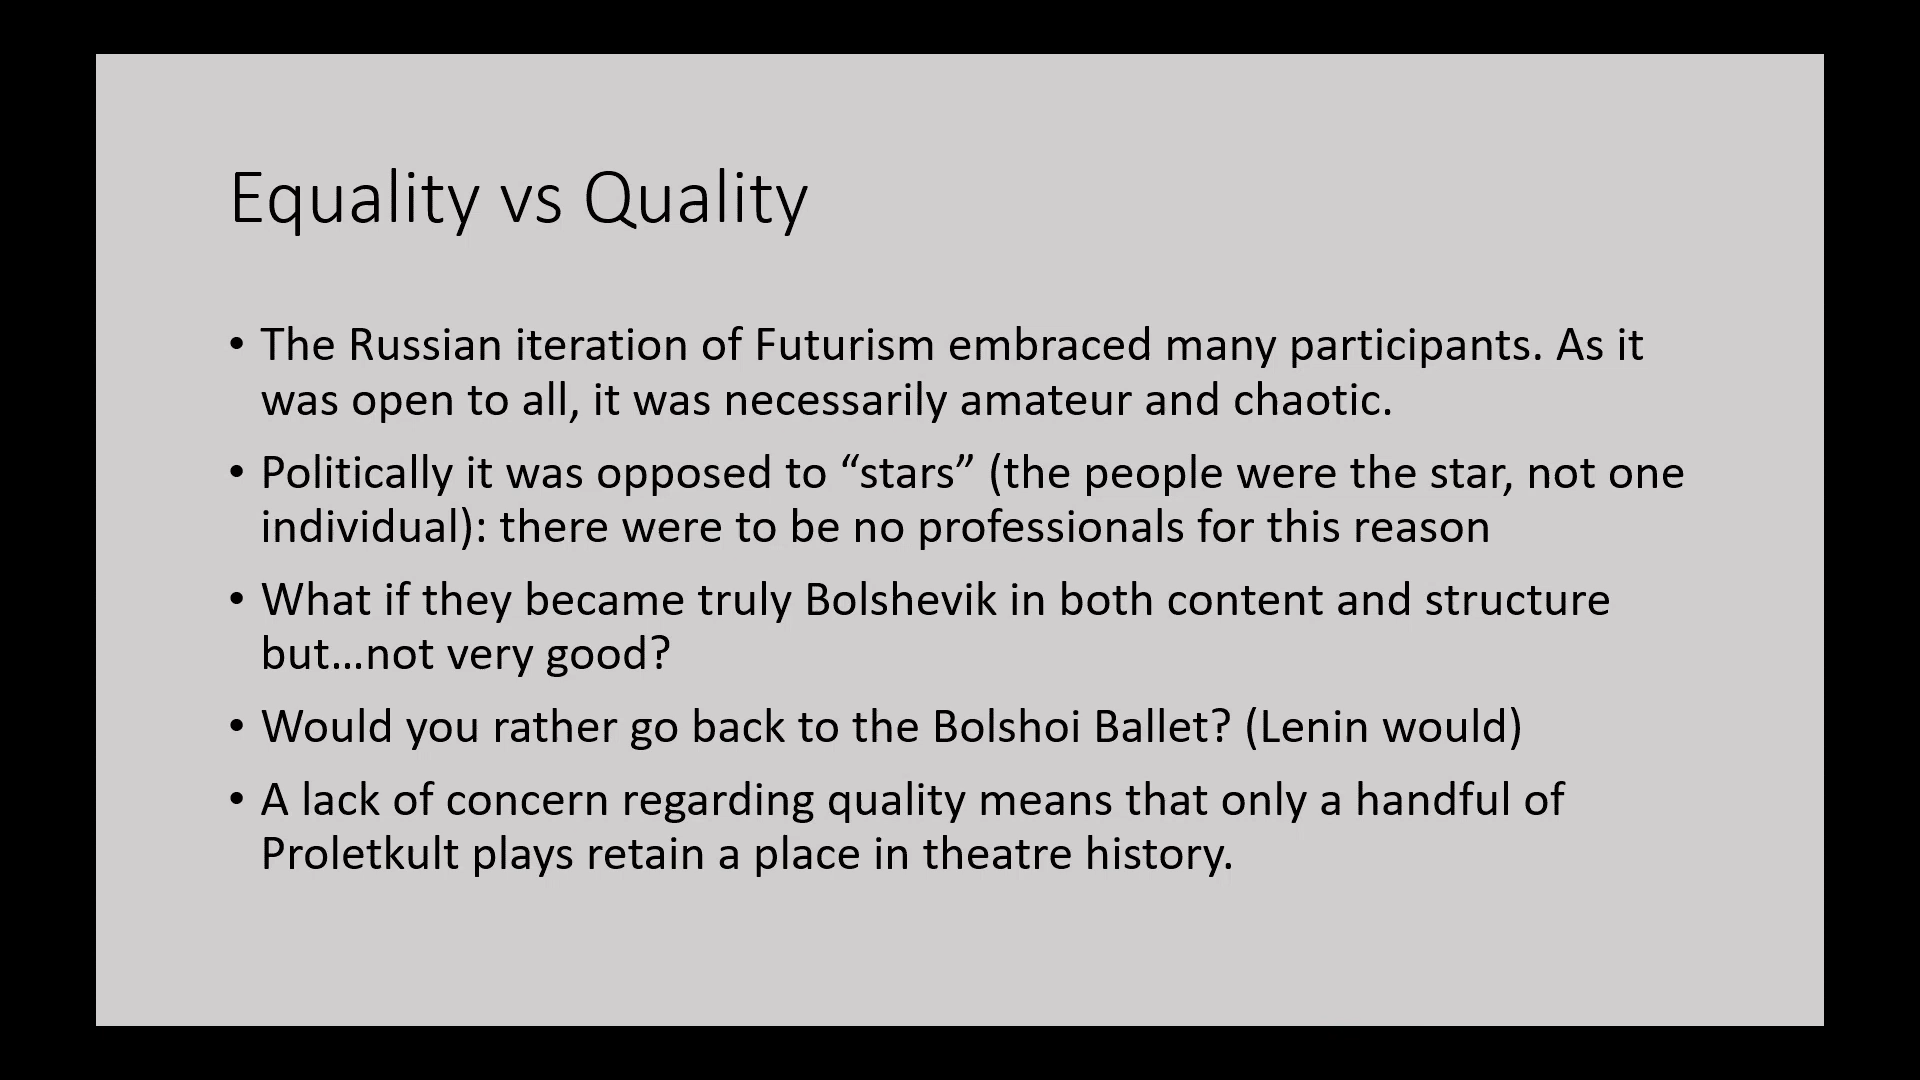 Equality vs Quality
• The Russian iteration of Futurism embraced many participants. As it
was open to all, it was necessarily amateur and chaotic.
• Politically it was opposed to “stars” (the people were the star, not one
individual): there were to be no professionals for this reason
• What if they became truly Bolshevik in both content and structure
but…not very good?
• Would you rather go back to the Bolshoi Ballet? (Lenin would)
• A lack of concern regarding quality means that only a handful of
Proletkult plays retain a place in theatre history.